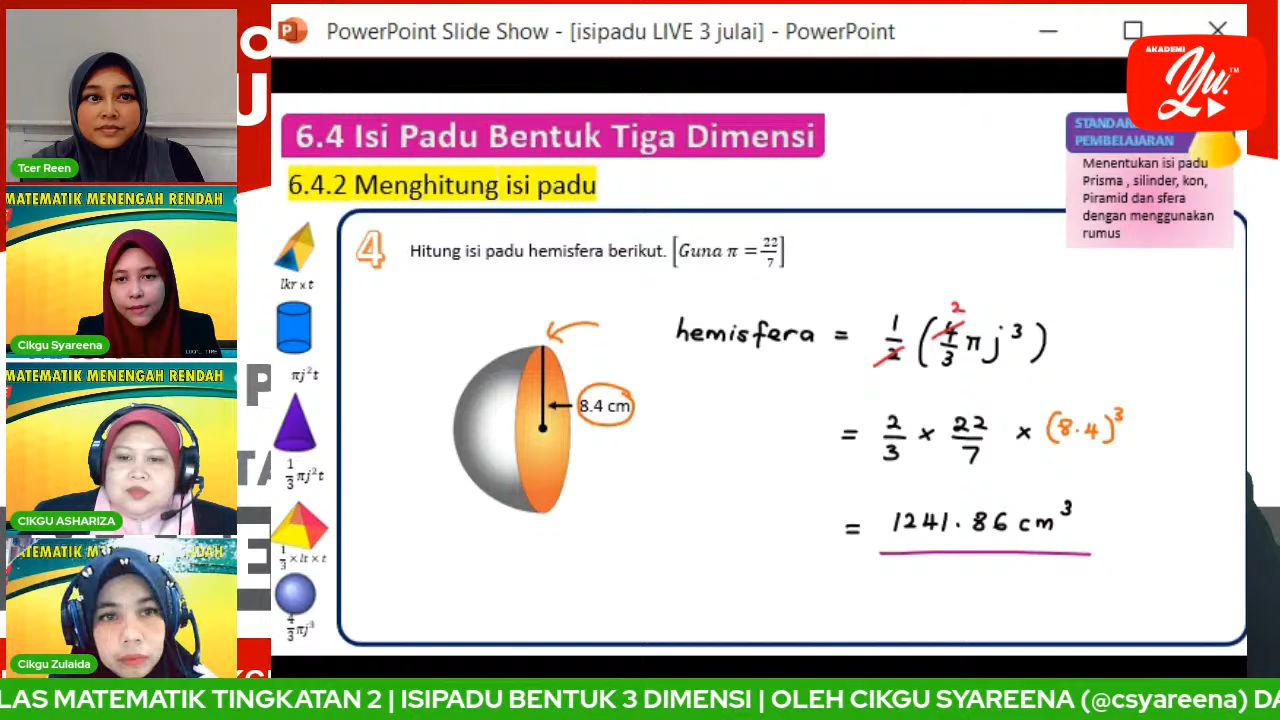 PowerPoint Slide Show - [isipadu LIVE 3 julai] - PowerPoint
AKADEMI
Yu.
TM
6.4 Isi Padu Bentuk Tiga Dimensi
6.4.2 Menghitung isi padu
PEMBELAJARAN
Menentukan isi padu
Prisma , silinder, kon,
Piramid dan sfera
dengan menggunakan
rumus
4
Hitung isi padu hemisfera berikut. [Guna π = 22/7]
lkr × t
πj²t
1/3 πj²t
1/3 × lt × t
4/3 πj³
8.4 cm
hemisfera = 1/2 ( 4/3 π j³ )
2
= 2/3 × 22/7 × (8.4)³
= 1241.86 cm³
Tcer Reen
MATEMATIK MENENGAH RENDAH
Cikgu Syareena
MATEMATIK MENENGAH RENDAH
CIKGU ASHARIZA
Cikgu Zulaida
LAS MATEMATIK TINGKATAN 2 | ISIPADU BENTUK 3 DIMENSI | OLEH CIKGU SYAREENA (@csyareena) DA